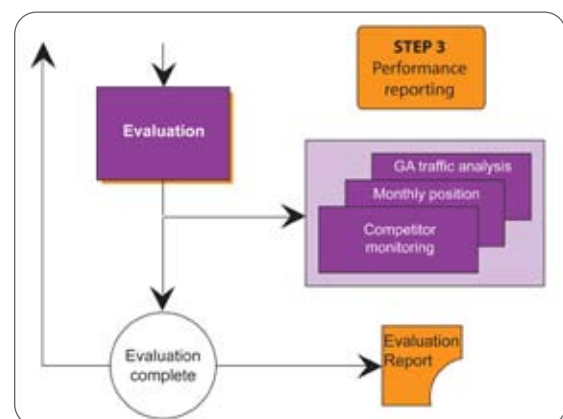 STEP 3
Performance
reporting
Evaluation
GA traffic analysis
Monthly position
Competitor
monitoring
Evaluation
complete
Evaluation
Report